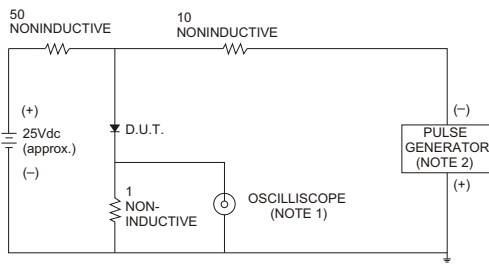 50
NONINDUCTIVE
10
NONINDUCTIVE
(+)
25Vdc
(approx.)
(–)
D.U.T.
1
NON-
INDUCTIVE
OSCILLISCOPE
(NOTE 1)
(–)
PULSE
GENERATOR
(NOTE 2)
(+)